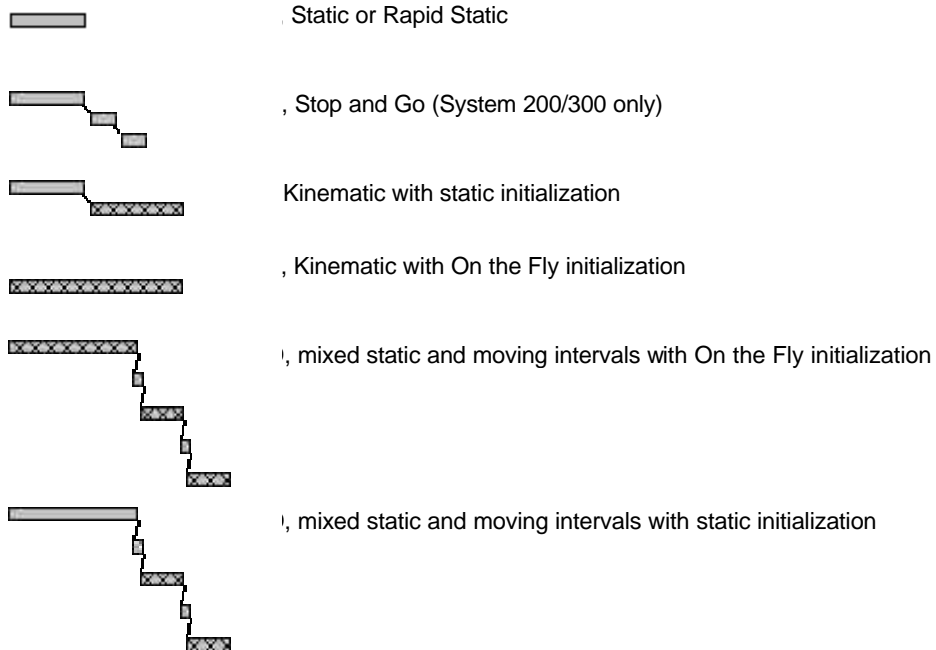 , Static or Rapid Static
, Stop and Go (System 200/300 only)
Kinematic with static initialization
, Kinematic with On the Fly initialization
, mixed static and moving intervals with On the Fly initialization
, mixed static and moving intervals with static initialization